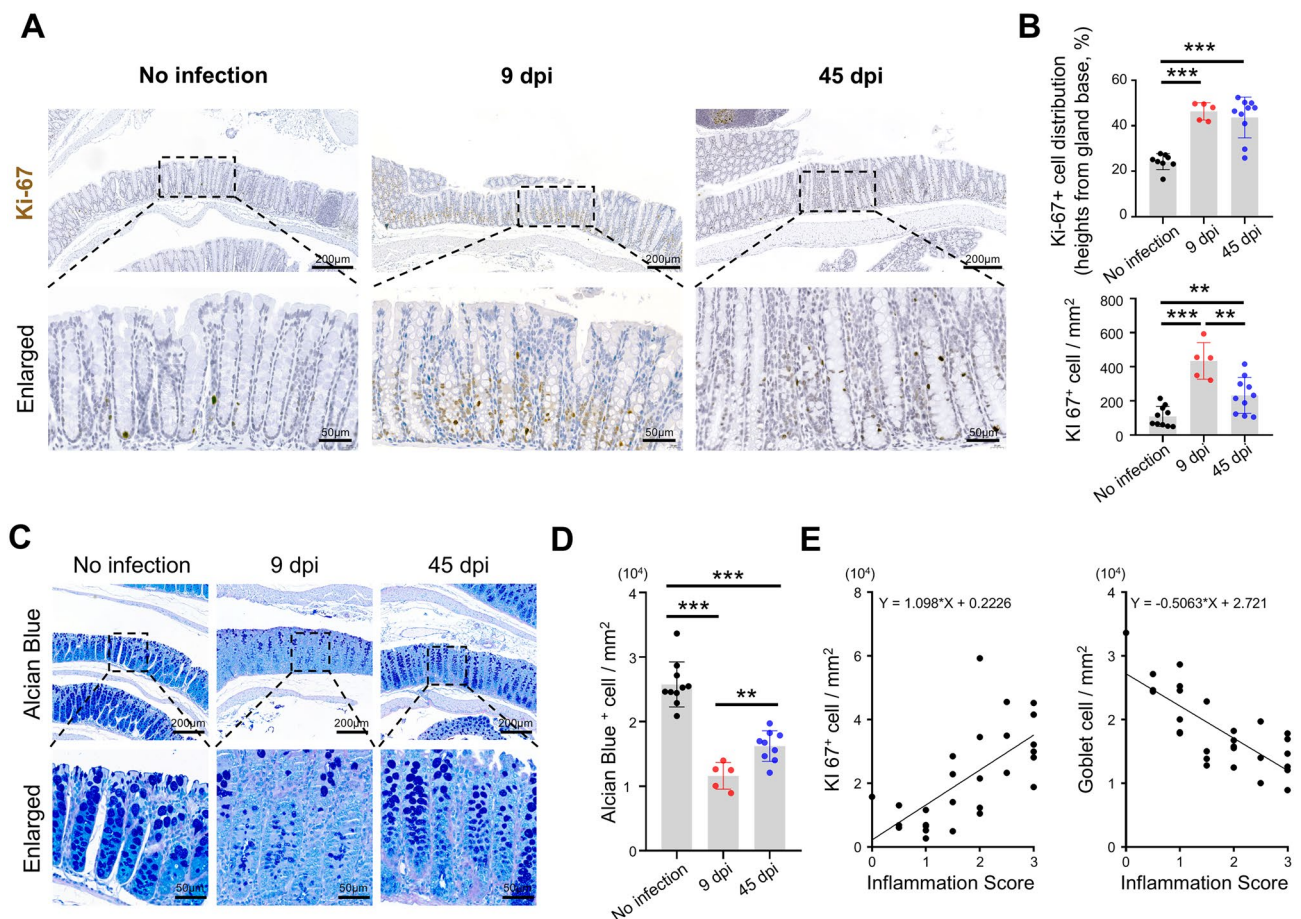 A
No infection
9 dpi
45 dpi
Ki-67
200µm
200µm
200µm
Enlarged
50µm
50µm
50µm
B
Ki-67+ cell distribution
(heights from gland base, %)
***
***
60
40
20
0
No infection
9 dpi
45 dpi
KI 67⁺ cell / mm²
**
***
**
800
600
400
200
0
No infection
9 dpi
45 dpi
C
No infection
9 dpi
45 dpi
Alcian Blue
200µm
200µm
200µm
Enlarged
50µm
50µm
50µm
D
(10⁴)
Alcian Blue⁺ cell / mm²
***
***
**
4
3
2
1
0
No infection
9 dpi
45 dpi
E
(10⁴)
KI 67⁺ cell / mm²
Y = 1.098*X + 0.2226
8
6
4
2
0
0
1
2
3
Inflammation Score
(10⁴)
Goblet cell / mm²
Y = -0.5063*X + 2.721
4
3
2
1
0
0
1
2
3
Inflammation Score